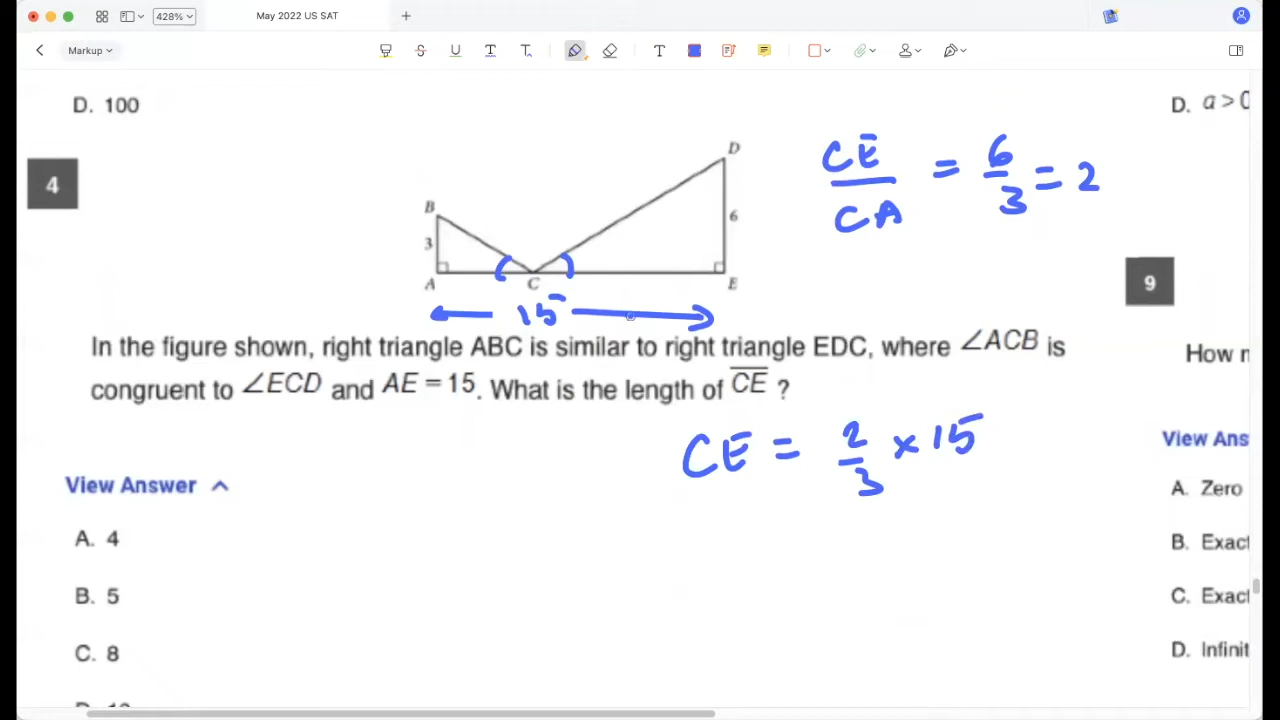 May 2022 US SAT
428%
Markup
D. 100
D. a > 0
4
B
3
A
C
D
6
E
CE
CA
= 6/3 = 2
15
9
In the figure shown, right triangle ABC is similar to right triangle EDC, where ∠ACB is
congruent to ∠ECD and AE = 15. What is the length of CE ?
How
CE = 2/3 × 15
View Answer
A. 4
B. 5
C. 8
View Ans
A. Zero
B. Exact
C. Exact
D. Infinit